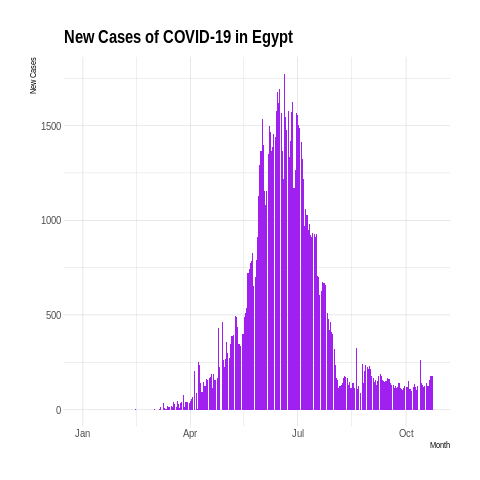 New Cases of COVID-19 in Egypt
New Cases
1500
1000
500
0
Jan Apr Jul Oct
Month